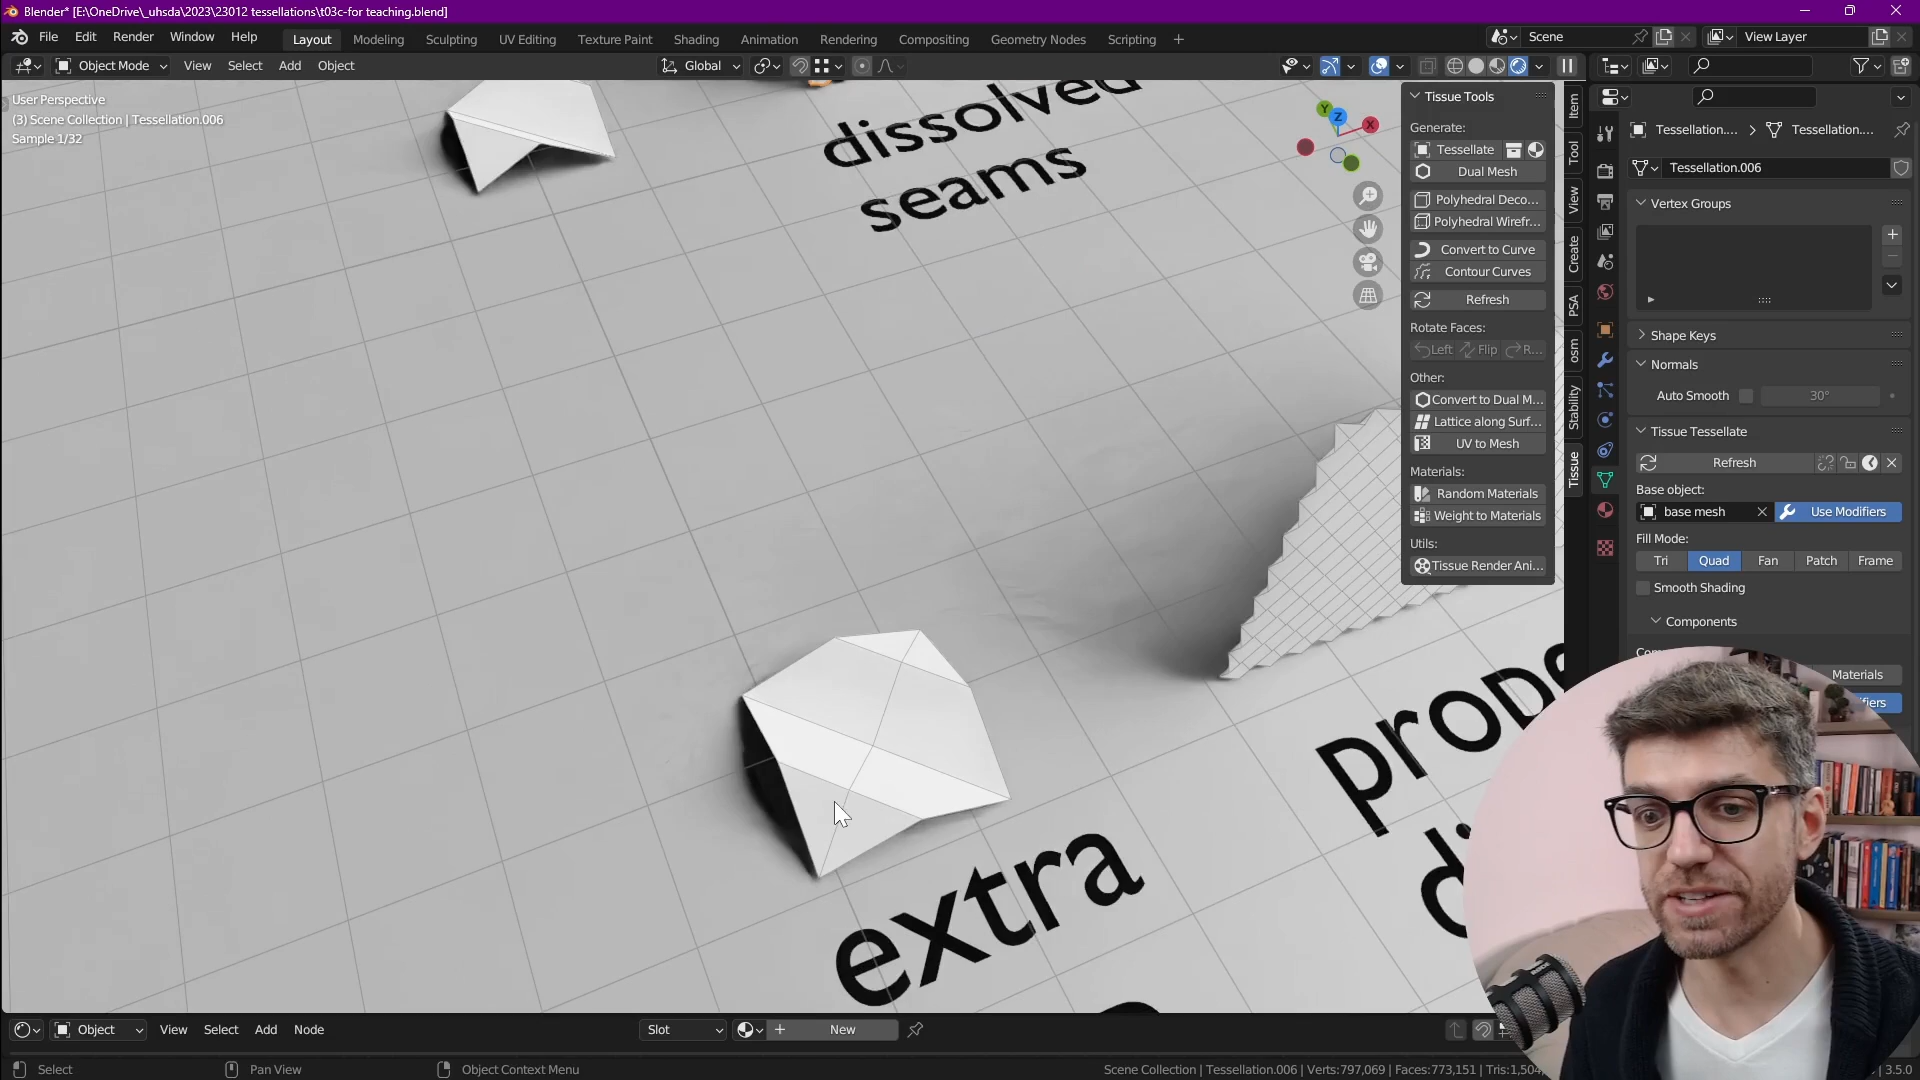 Blender* [E:\OneDrive\_uhsda\2023\23012 tessellations\t03c-for teaching.blend]
File Edit Render Window Help Layout Modeling Sculpting UV Editing Texture Paint Shading Animation Rendering Compositing Geometry Nodes Scripting + Scene View Layer
Object Mode View Select Add Object Global
User Perspective
(3) Scene Collection | Tessellation.006
Sample 1/32
dissolved
seams
extra
Y Z X
Tissue Tools
Generate:
Tessellate
Dual Mesh
Polyhedral Deco...
Polyhedral Wirefr...
Convert to Curve
Contour Curves
Refresh
Rotate Faces:
Left Flip R...
Other:
Convert to Dual M...
Lattice along Surf...
UV to Mesh
Materials:
Random Materials
Weight to Materials
Utils:
Tissue Render Ani...
Item
Tool
View
Create
PSA
osm
Stability
Tissue
Tessellation.... > Tessellation....
Tessellation.006
Vertex Groups
Shape Keys
Normals
Auto Smooth 30°
Tissue Tessellate
Refresh
Base object:
base mesh Use Modifiers
Fill Mode:
Tri Quad Fan Patch Frame
Smooth Shading
Components
Materials
Object View Select Add Node Slot New
Select Pan View Object Context Menu Scene Collection | Tessellation.006 | Verts:797,069 | Faces:773,151 | Tris:1,504, | 3.5.0